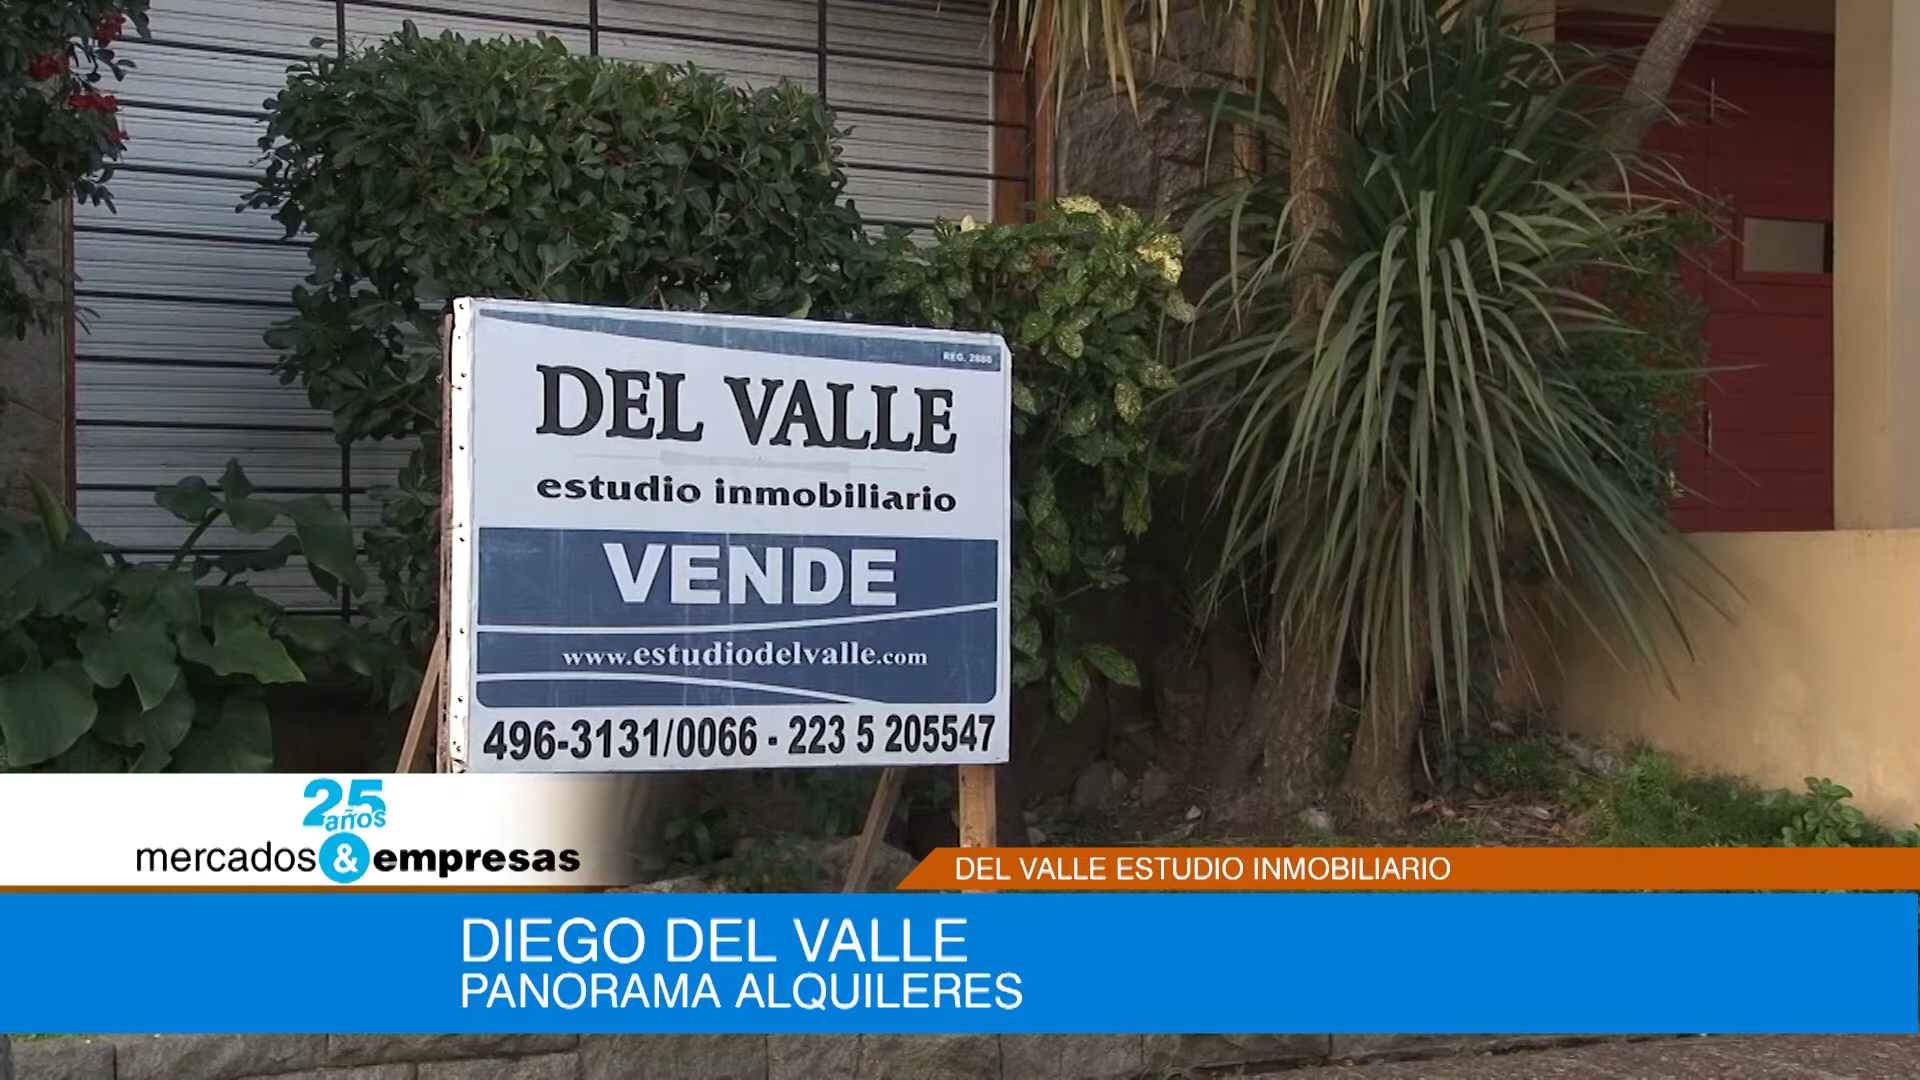 REG. 2880
DEL VALLE
estudio inmobiliario
VENDE
www.estudiodelvalle.com
496-3131/0066 - 223 5 205547
25
años
mercados&empresas
DEL VALLE ESTUDIO INMOBILIARIO
DIEGO DEL VALLE
PANORAMA ALQUILERES